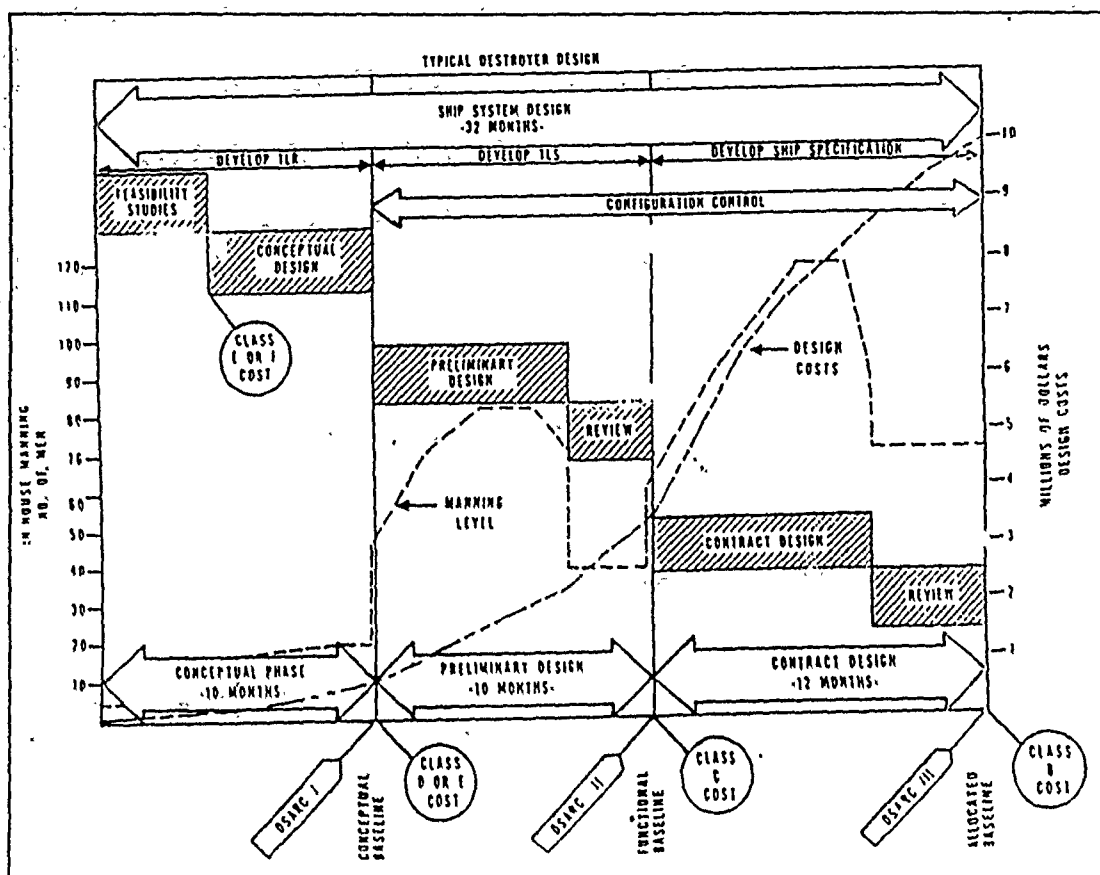 TYPICAL DESTROYER DESIGN
SHIP SYSTEM DESIGN
-32 MONTHS-
DEVELOP TLR
DEVELOP TLS
DEVELOP SHIP SPECIFICATION
CONFIGURATION CONTROL
FEASIBILITY
STUDIES
CONCEPTUAL
DESIGN
CLASS
E OR F
COST
PRELIMINARY
DESIGN
REVIEW
MANNING
LEVEL
DESIGN
COSTS
CONTRACT DESIGN
REVIEW
IN HOUSE MANNING
NO. OF MEN
120
110
100
90
80
70
60
50
40
30
20
10
MILLIONS OF DOLLARS
DESIGN COSTS
10
9
8
7
6
5
4
3
2
1
CONCEPTUAL PHASE
-10 MONTHS-
PRELIMINARY DESIGN
-10 MONTHS-
CONTRACT DESIGN
-12 MONTHS-
DSARC I
CONCEPTUAL
BASELINE
CLASS
D OR E
COST
DSARC II
FUNCTIONAL
BASELINE
CLASS
C
COST
DSARC III
ALLOCATED
BASELINE
CLASS
B
COST